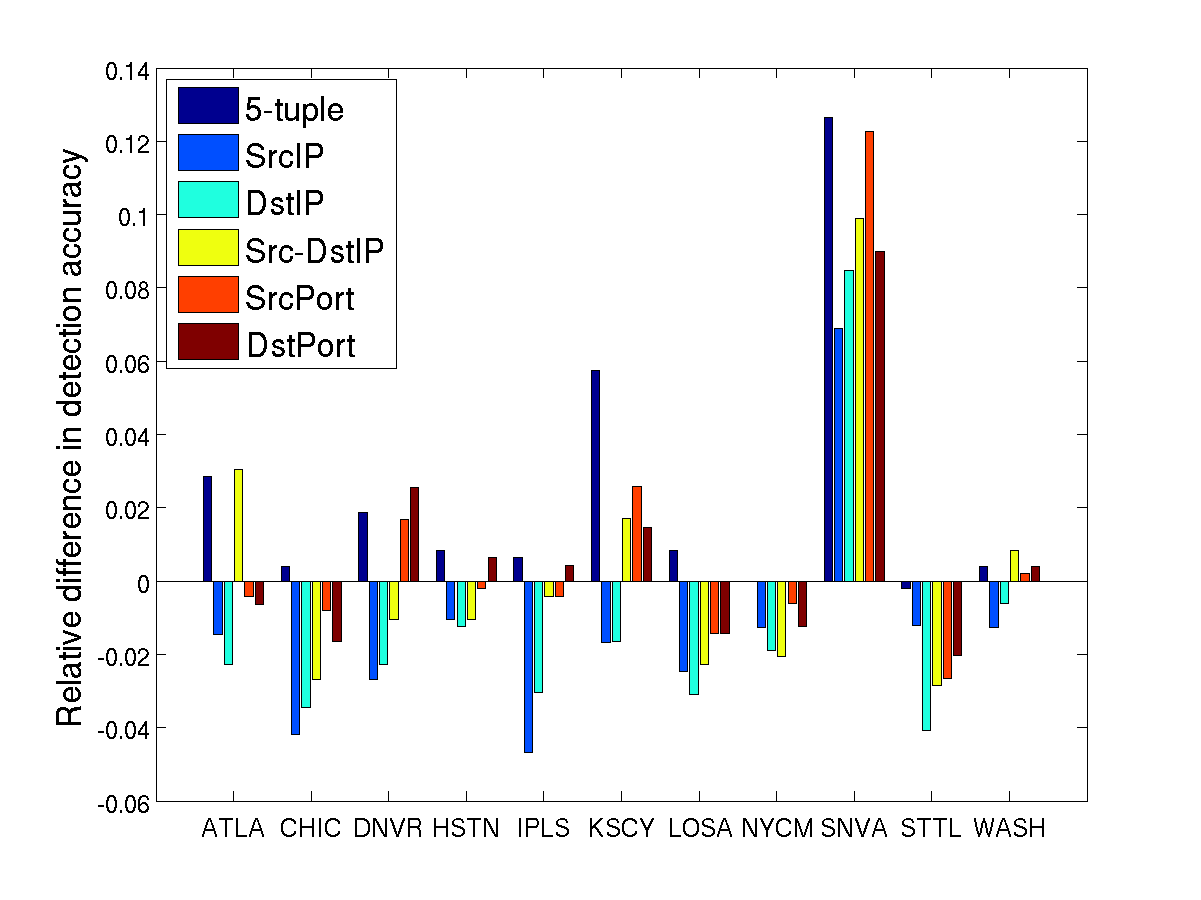 0.14
0.12
0.1
0.08
0.06
0.04
0.02
0
-0.02
-0.04
-0.06
Relative difference in detection accuracy
5-tuple
SrcIP
DstIP
Src-DstIP
SrcPort
DstPort
ATLA CHIC DNVR HSTN IPLS KSCY LOSA NYCM SNVA STTL WASH